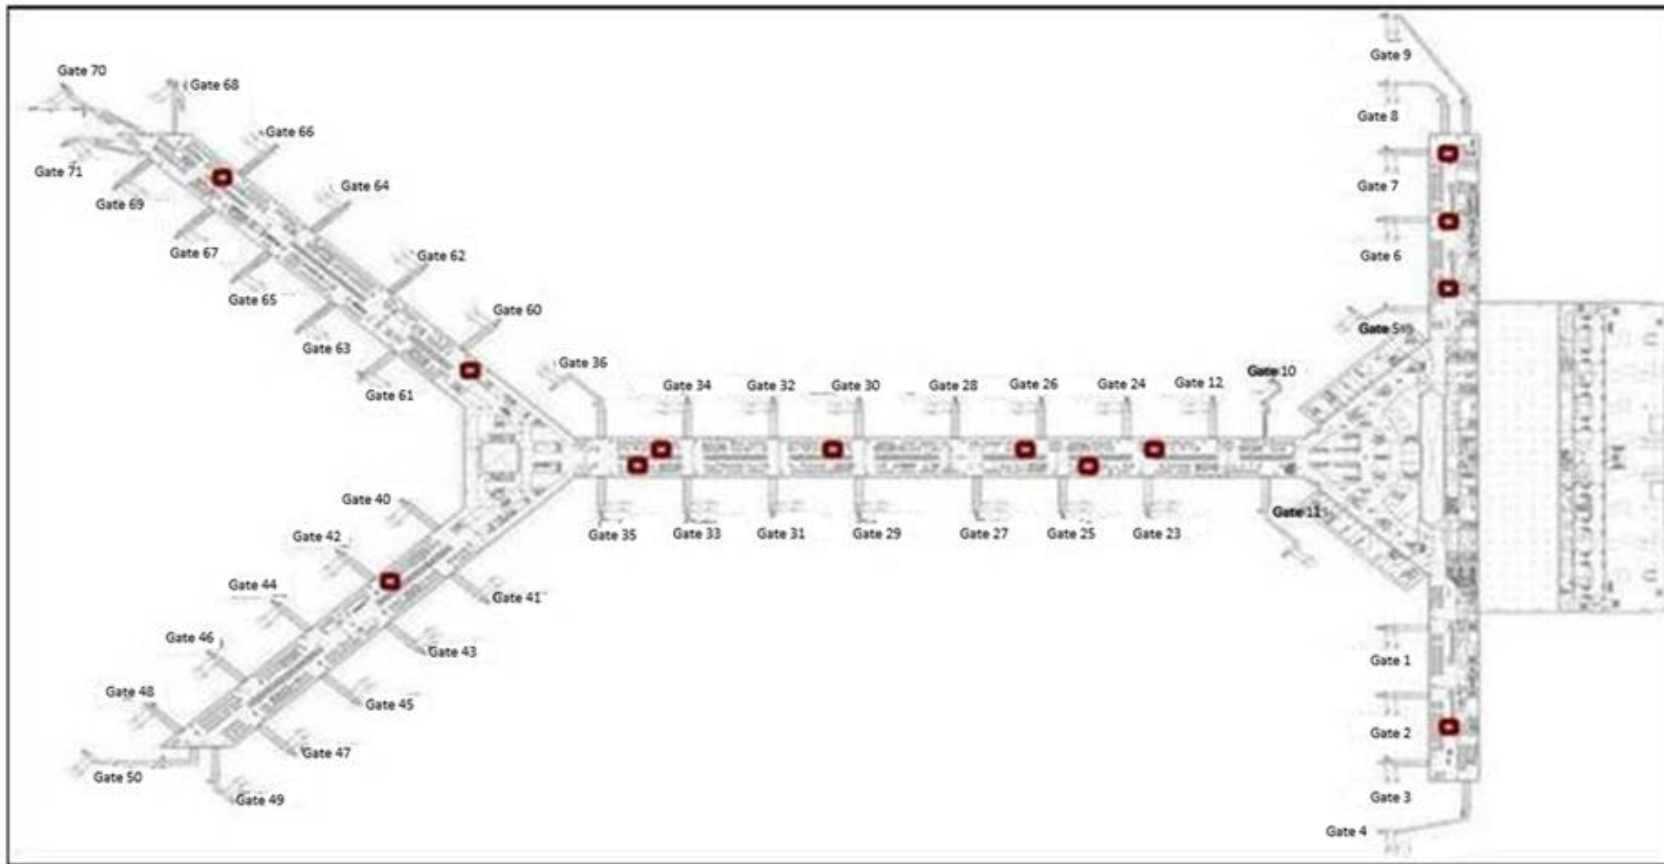 Gate 9
Gate 70
Gate 68
Gate 8
Gate 66
Gate 71
Gate 64
Gate 7
Gate 69
Gate 67
Gate 62
Gate 6
Gate 65
Gate 60
Gate 5
Gate 63
Gate 36
Gate 10
Gate 61
Gate 34
Gate 32
Gate 30
Gate 28
Gate 26
Gate 24
Gate 12
Gate 40
Gate 11
Gate 42
Gate 35
Gate 33
Gate 31
Gate 29
Gate 27
Gate 25
Gate 23
Gate 44
Gate 41
Gate 46
Gate 43
Gate 1
Gate 48
Gate 45
Gate 2
Gate 47
Gate 50
Gate 49
Gate 3
Gate 4